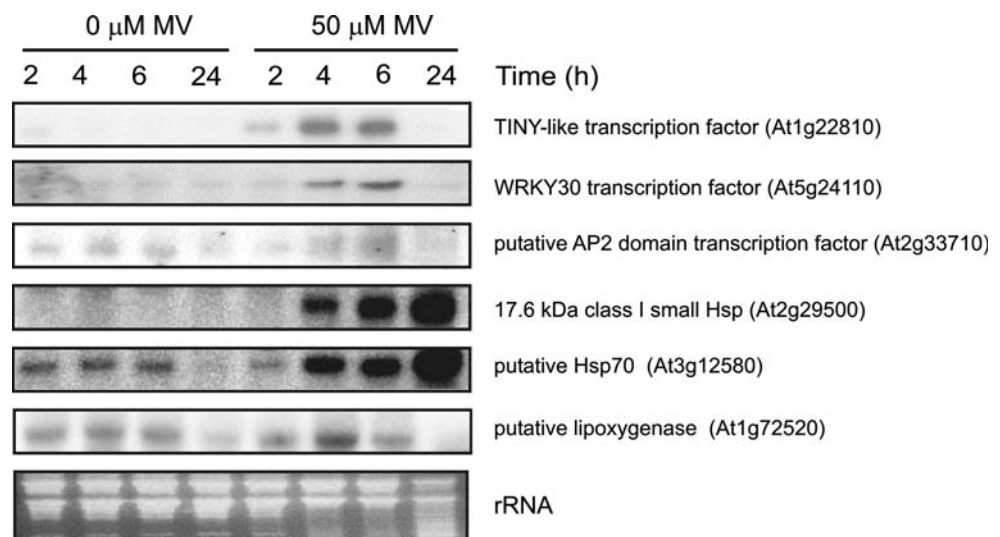 0 μM MV 50 μM MV
2 4 6 24 2 4 6 24 Time (h)
TINY-like transcription factor (At1g22810)
WRKY30 transcription factor (At5g24110)
putative AP2 domain transcription factor (At2g33710)
17.6 kDa class I small Hsp (At2g29500)
putative Hsp70 (At3g12580)
putative lipoxygenase (At1g72520)
rRNA